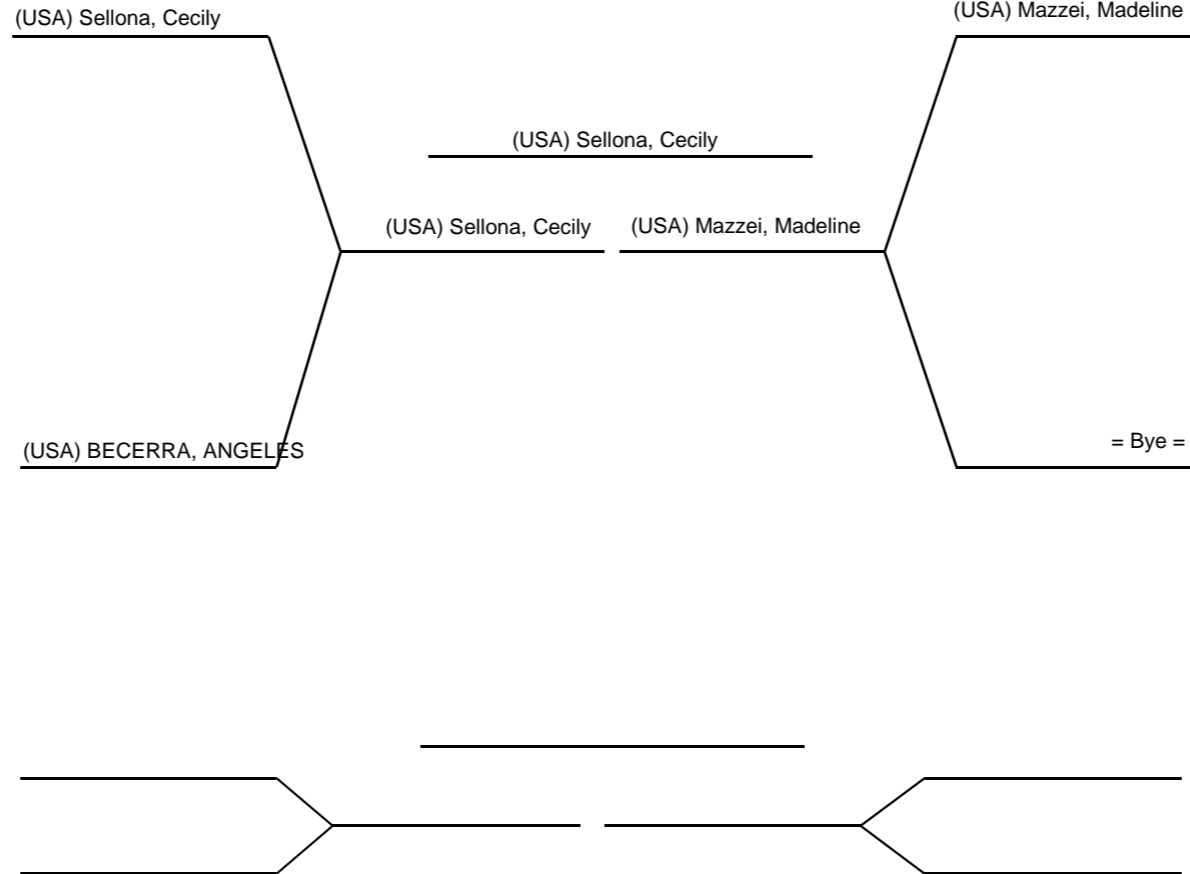 (USA) Sellona, Cecily
(USA) Mazzei, Madeline
(USA) Sellona, Cecily
(USA) Sellona, Cecily
(USA) Mazzei, Madeline
(USA) BECERRA, ANGELES
= Bye =